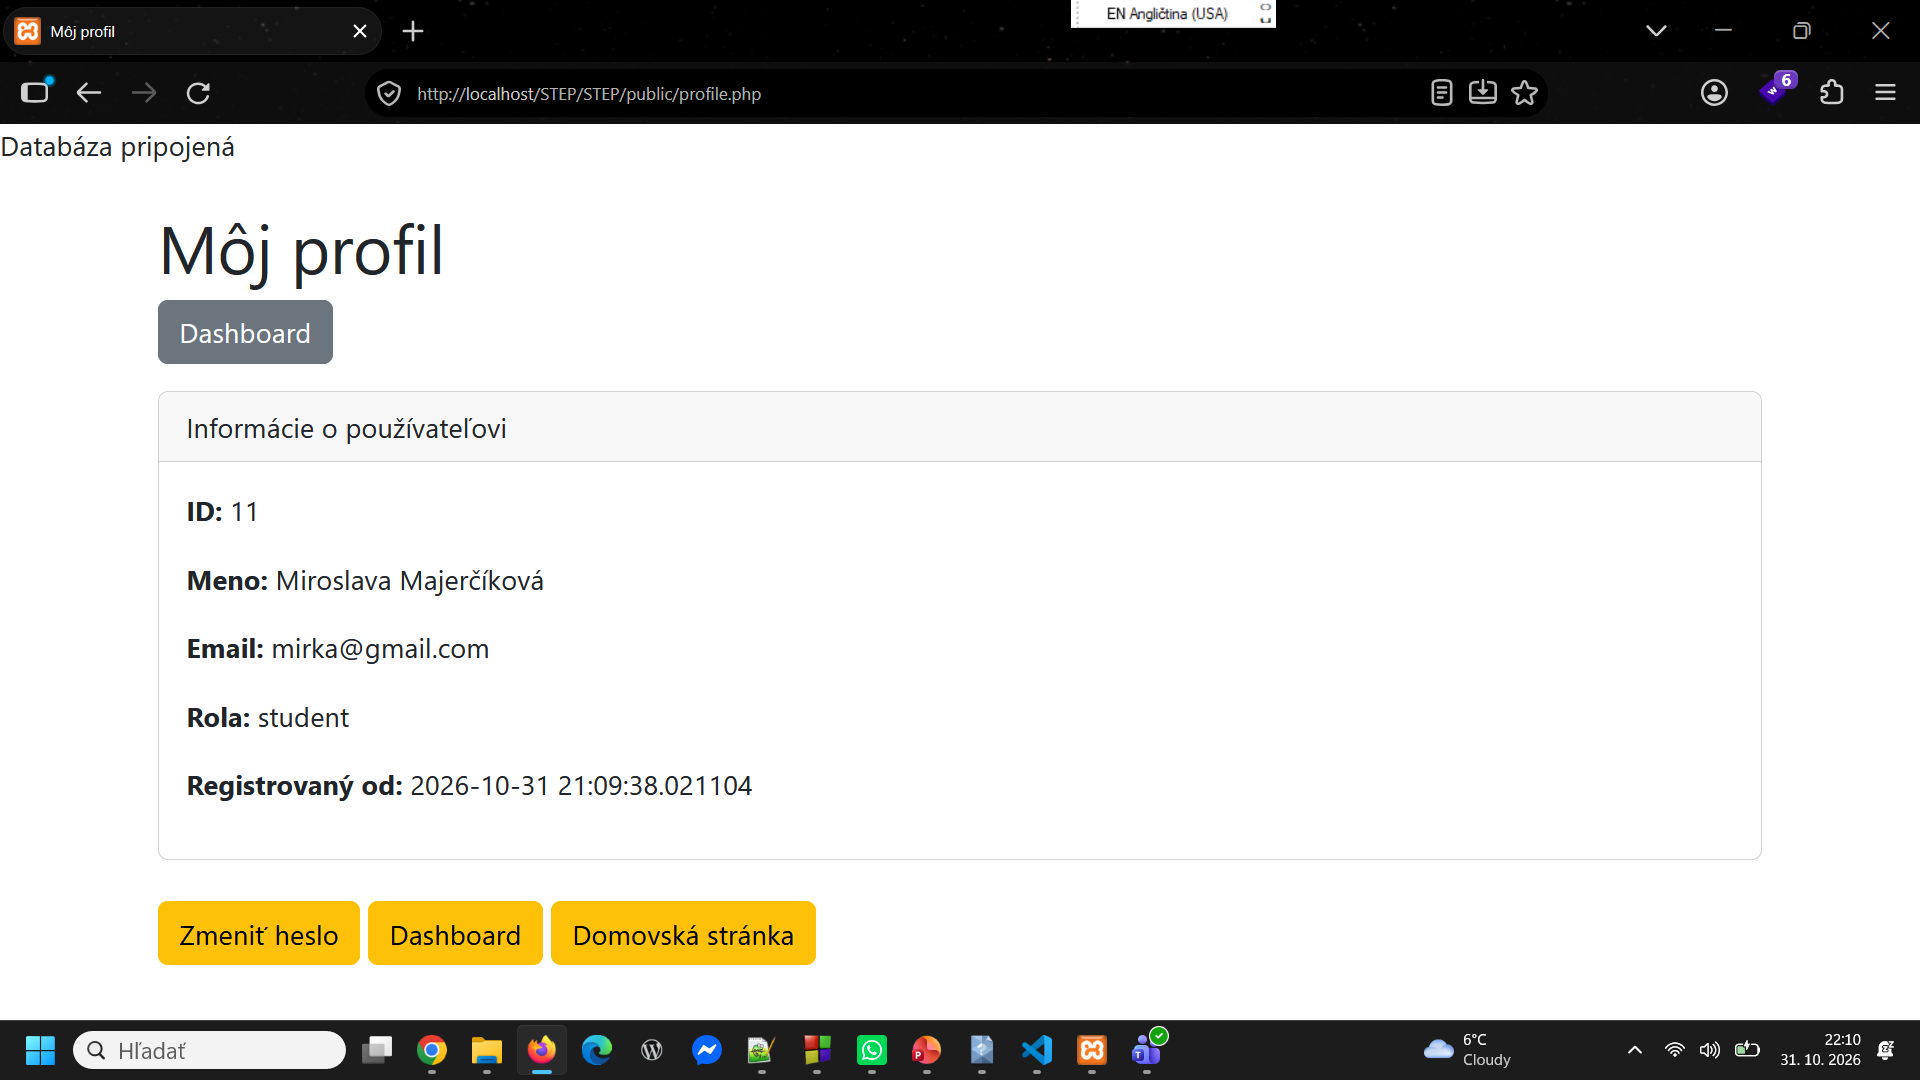 Môj profil
EN Angličtina (USA)
http://localhost/STEP/STEP/public/profile.php
6
Databáza pripojená
Môj profil
Dashboard
Informácie o používateľovi
ID: 11
Meno: Miroslava Majerčíková
Email: mirka@gmail.com
Rola: student
Registrovaný od: 2026-10-31 21:09:38.021104
Zmeniť heslo
Dashboard
Domovská stránka
Hľadať
6°C
Cloudy
22:10
31. 10. 2026